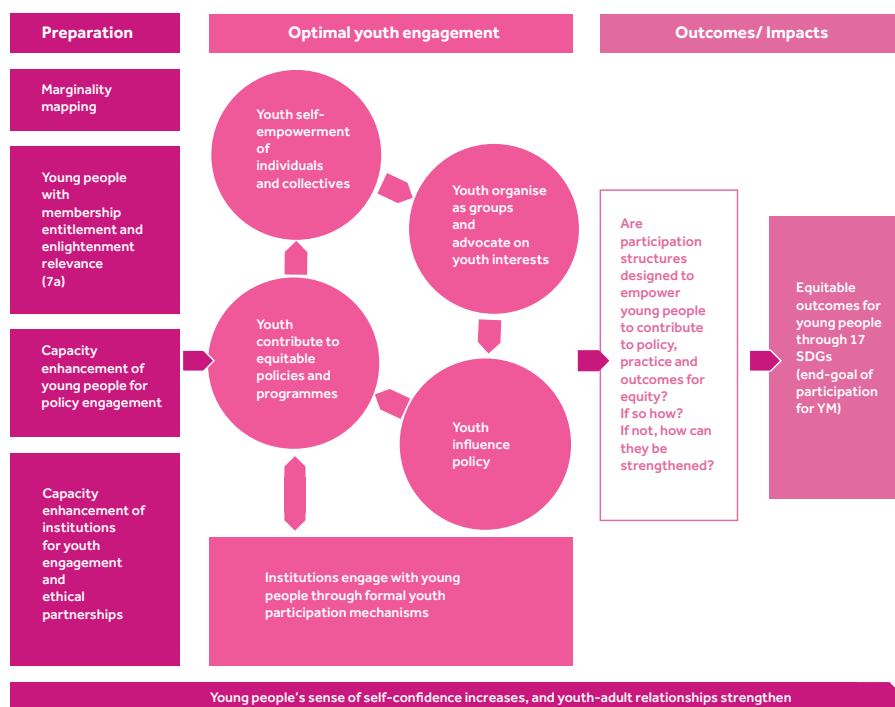 Preparation
Optimal youth engagement
Outcomes/ Impacts
Marginality
mapping
Young people
with
membership
entitlement and
enlightenment
relevance
(7a)
Capacity
enhancement of
young people for
policy engagement
Capacity
enhancement of
institutions
for youth
engagement
and
ethical
partnerships
Youth self-
empowerment
of
individuals
and collectives
Youth organise
as groups
and
advocate on
youth interests
Youth
contribute to
equitable
policies and
programmes
Youth
influence
policy
Institutions engage with young
people through formal youth
participation mechanisms
Are
participation
structures
designed to
empower
young people
to contribute
to policy,
practice and
outcomes for
equity?
If so how?
If not, how can
they be
strengthened?
Equitable
outcomes for
young people
through 17
SDGs
(end-goal of
participation
for YM)
Young people's sense of self-confidence increases, and youth-adult relationships strengthen